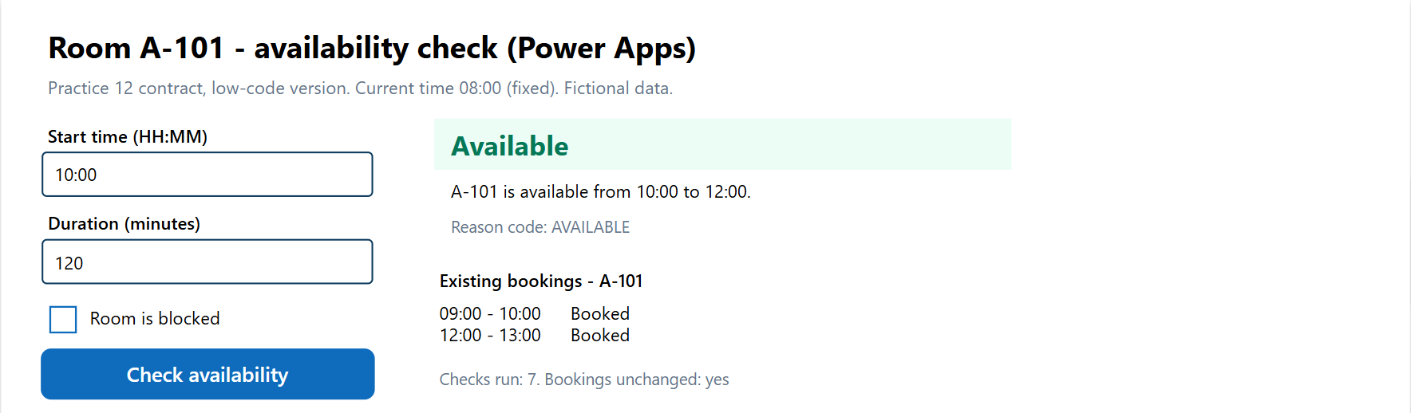 Room A-101 - availability check (Power Apps)
Practice 12 contract, low-code version. Current time 08:00 (fixed). Fictional data.
Start time (HH:MM)
10:00
Duration (minutes)
120
Room is blocked
Check availability
Available
A-101 is available from 10:00 to 12:00.
Reason code: AVAILABLE
Existing bookings - A-101
09:00 - 10:00 Booked
12:00 - 13:00 Booked
Checks run: 7. Bookings unchanged: yes